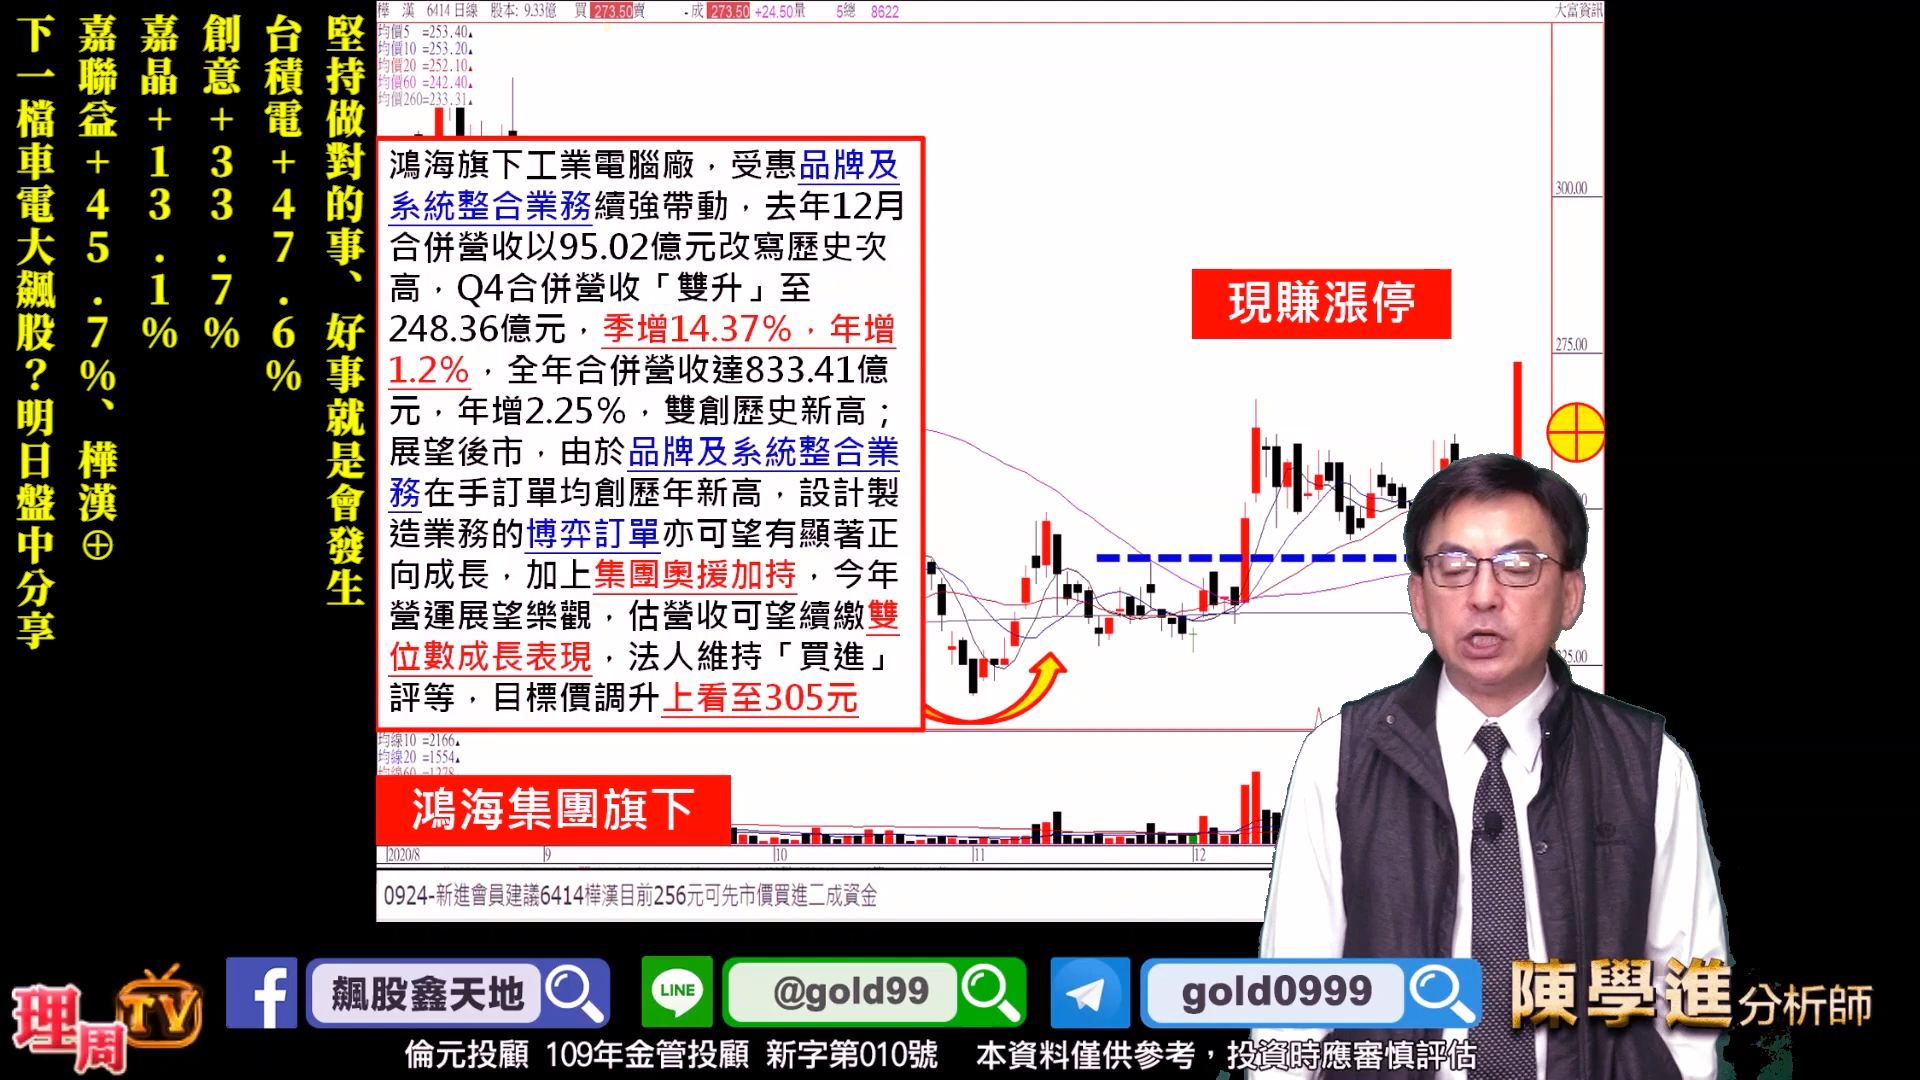 堅持做對的事、好事就是會發生
台積電+47.6%
創意+33.7%
嘉晶+13.1%
嘉聯益+45.7%、樺漢⊕
下一檔車電大飆股？明日盤中分享
樺 漢 6414 日線 股本: 9.33億 買 273.50 賣 - 成 273.50 +24.50 量 5 總 8622
大富資訊
均價5 =253.40
均價10 =253.20
均價20 =252.10
均價60 =242.40
均價260=233.31
鴻海旗下工業電腦廠，受惠品牌及
系統整合業務續強帶動，去年12月
合併營收以95.02億元改寫歷史次
高，Q4合併營收「雙升」至
248.36億元，季增14.37%，年增
1.2%，全年合併營收達833.41億
元，年增2.25%，雙創歷史新高；
展望後市，由於品牌及系統整合業
務在手訂單均創歷年新高，設計製
造業務的博弈訂單亦可望有顯著正
向成長，加上集團奧援加持，今年
營運展望樂觀，估營收可望續繳雙
位數成長表現，法人維持「買進」
評等，目標價調升上看至305元
300.00
現賺漲停
275.00
均線10 =2166
均線20 =1554
鴻海集團旗下
2020/8 9 10 11 12
0924-新進會員建議6414樺漢目前256元可先市價買進二成資金
理周TV
飆股鑫天地
LINE @gold99
gold0999
陳學進分析師
倫元投顧 109年金管投顧 新字第010號 本資料僅供參考，投資時應審慎評估